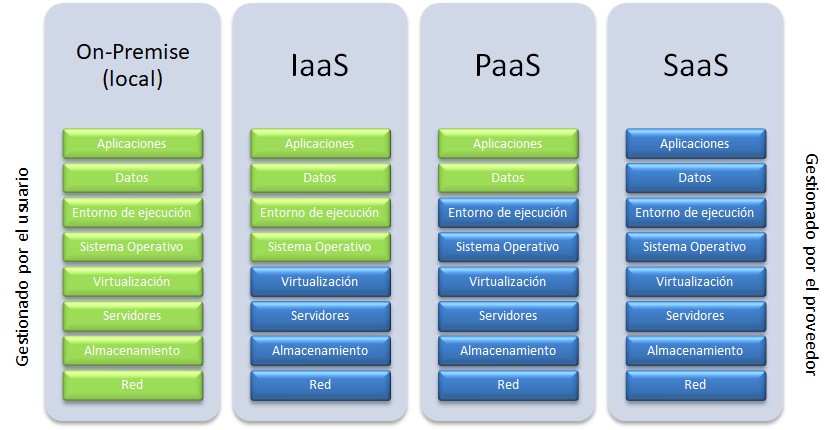 Gestionado por el usuario
On-Premise
(local)
Aplicaciones
Datos
Entorno de ejecución
Sistema Operativo
Virtualización
Servidores
Almacenamiento
Red
IaaS
Aplicaciones
Datos
Entorno de ejecución
Sistema Operativo
Virtualización
Servidores
Almacenamiento
Red
PaaS
Aplicaciones
Datos
Entorno de ejecución
Sistema Operativo
Virtualización
Servidores
Almacenamiento
Red
SaaS
Aplicaciones
Datos
Entorno de ejecución
Sistema Operativo
Virtualización
Servidores
Almacenamiento
Red
Gestionado por el proveedor